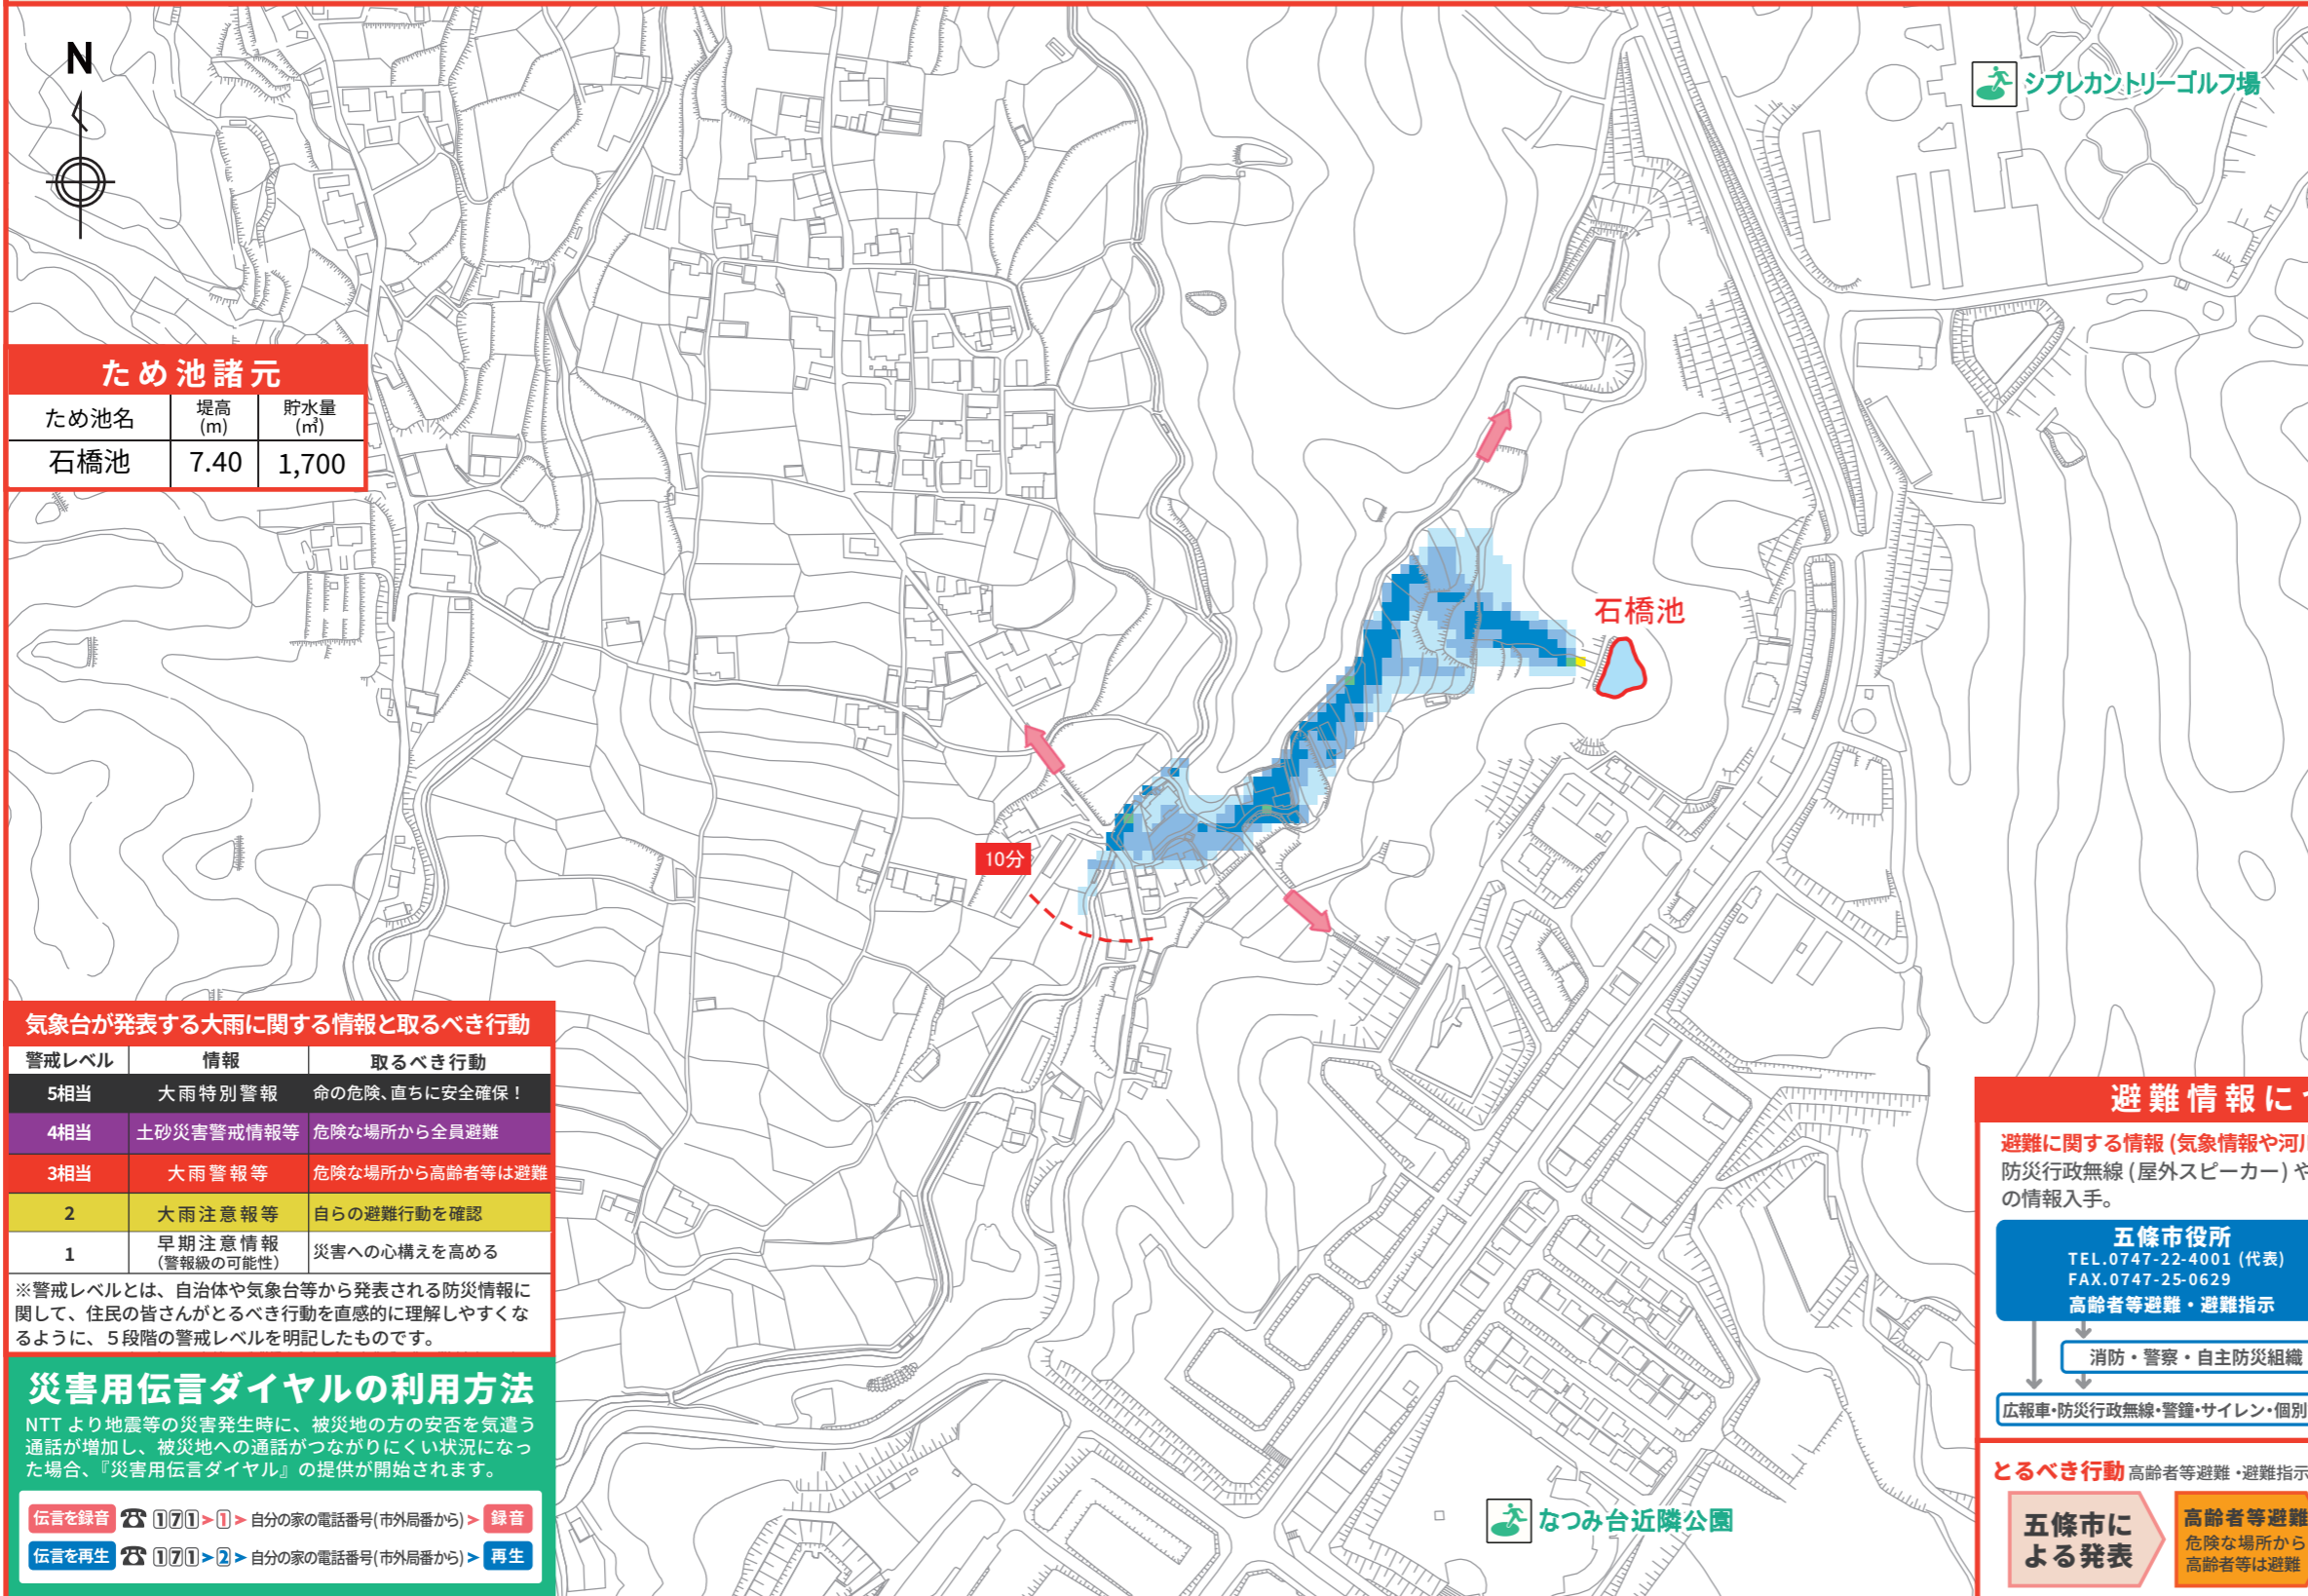 N
シプレカントリーゴルフ場
ため池諸元
ため池名 堤高(m) 貯水量(㎥)
石橋池 7.40 1,700
石橋池
10分
気象台が発表する大雨に関する情報と取るべき行動
警戒レベル 情報 取るべき行動
5相当 大雨特別警報 命の危険、直ちに安全確保！
4相当 土砂災害警戒情報等 危険な場所から全員避難
3相当 大雨警報等 危険な場所から高齢者等は避難
2 大雨注意報等 自らの避難行動を確認
1 早期注意情報(警報級の可能性) 災害への心構えを高める
※警戒レベルとは、自治体や気象台等から発表される防災情報に
関して、住民の皆さんがとるべき行動を直感的に理解しやすくな
るように、５段階の警戒レベルを明記したものです。
災害用伝言ダイヤルの利用方法
NTT より地震等の災害発生時に、被災地の方の安否を気遣う
通話が増加し、被災地への通話がつながりにくい状況になっ
た場合、『災害用伝言ダイヤル』の提供が開始されます。
伝言を録音 ☎ 171 > 1 > 自分の家の電話番号(市外局番から) > 録音
伝言を再生 ☎ 171 > 2 > 自分の家の電話番号(市外局番から) > 再生
なつみ台近隣公園
避難情報に
避難に関する情報 (気象情報や河川
防災行政無線 (屋外スピーカー) や
の情報入手。
五條市役所
TEL.0747-22-4001 (代表)
FAX.0747-25-0629
高齢者等避難・避難指示
消防・警察・自主防災組織
広報車・防災行政無線・警鐘・サイレン・個別
とるべき行動 高齢者等避難・避難指示
五條市に
よる発表
高齢者等避難
危険な場所から
高齢者等は避難